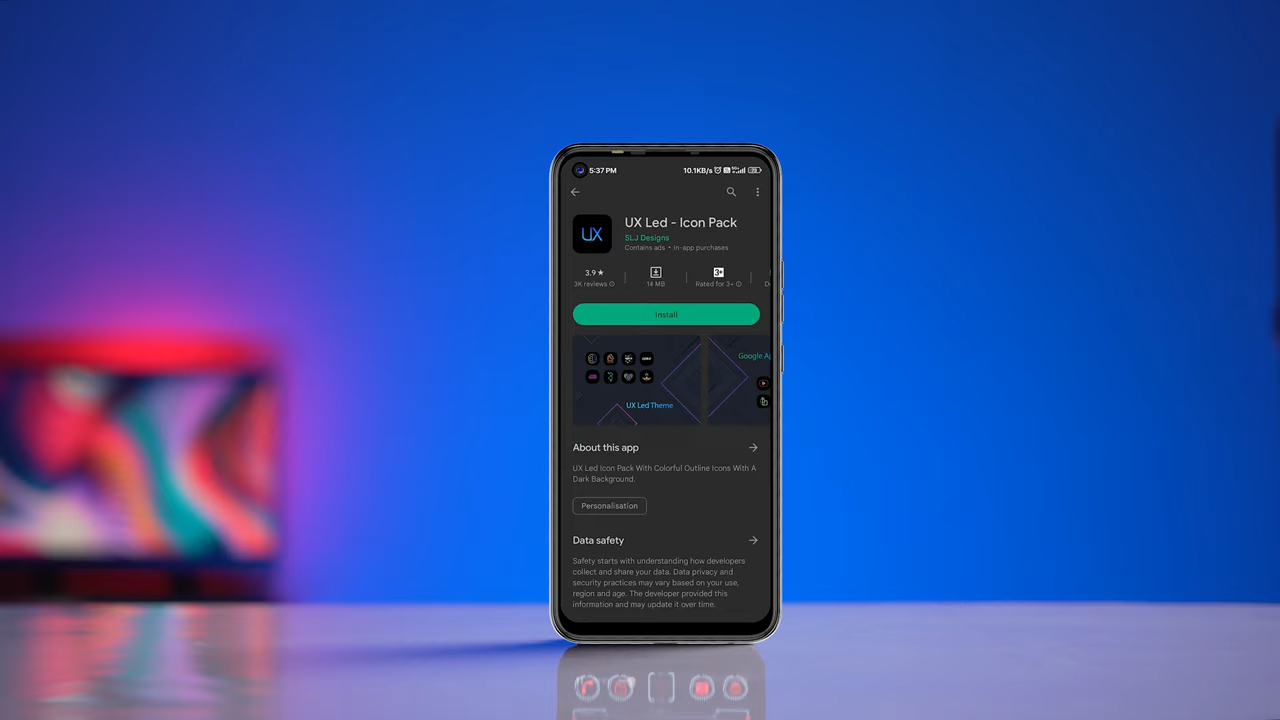 5:37 PM
10.1KB/s
UX
UX Led - Icon Pack
SLJ Designs
Contains ads • In-app purchases
3.9★
3K reviews
14 MB
3+
Rated for 3+
Install
UX Led Theme
Google Ap
About this app
UX Led Icon Pack With Colorful Outline Icons With A
Dark Background.
Personalisation
Data safety
Safety starts with understanding how developers
collect and share your data. Data privacy and
security practices may vary based on your use,
region and age. The developer provided this
information and may update it over time.